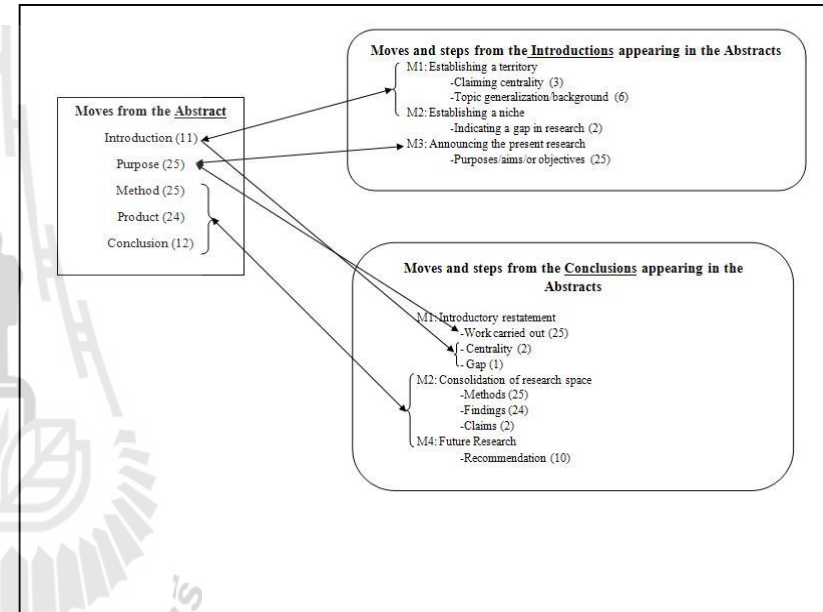 Moves from the Abstract
Introduction (11)
Purpose (25)
Method (25)
Product (24)
Conclusion (12)
Moves and steps from the Introductions appearing in the Abstracts
M1: Establishing a territory
-Claiming centrality (3)
-Topic generalization/background (6)
M2: Establishing a niche
-Indicating a gap in research (2)
M3: Announcing the present research
-Purposes/aims/or objectives (25)
Moves and steps from the Conclusions appearing in the
Abstracts
M1: Introductory restatement
-Work carried out (25)
- Centrality (2)
- Gap (1)
M2: Consolidation of research space
-Methods (25)
-Findings (24)
-Claims (2)
M4: Future Research
-Recommendation (10)